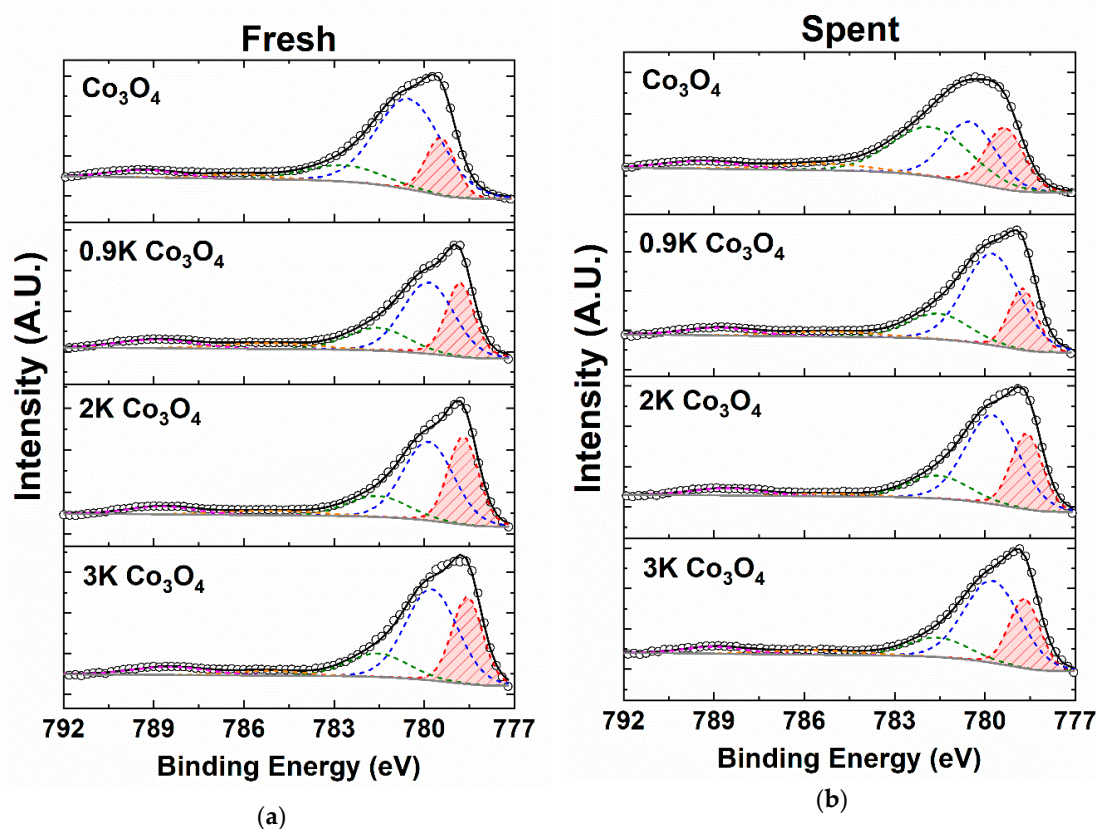 Fresh
Co₃O₄
0.9K Co₃O₄
2K Co₃O₄
3K Co₃O₄
Intensity (A.U.)
792 789 786 783 780 777
Binding Energy (eV)
(a)
Spent
Co₃O₄
0.9K Co₃O₄
2K Co₃O₄
3K Co₃O₄
Intensity (A.U.)
792 789 786 783 780 777
Binding Energy (eV)
(b)